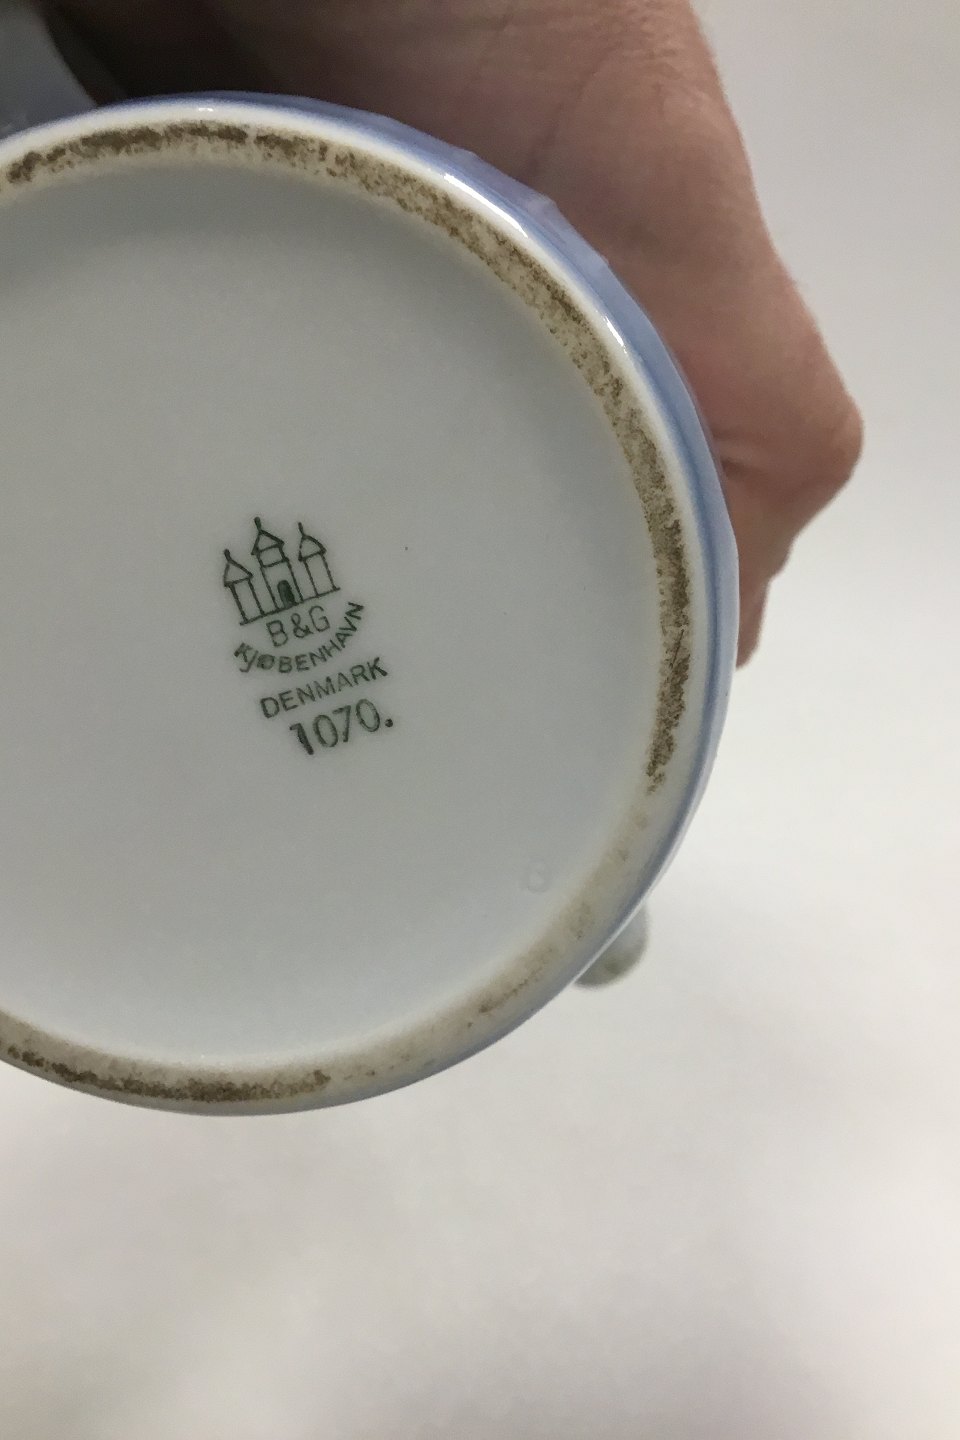 B&G
KJØBENHAVN
DENMARK
1070.